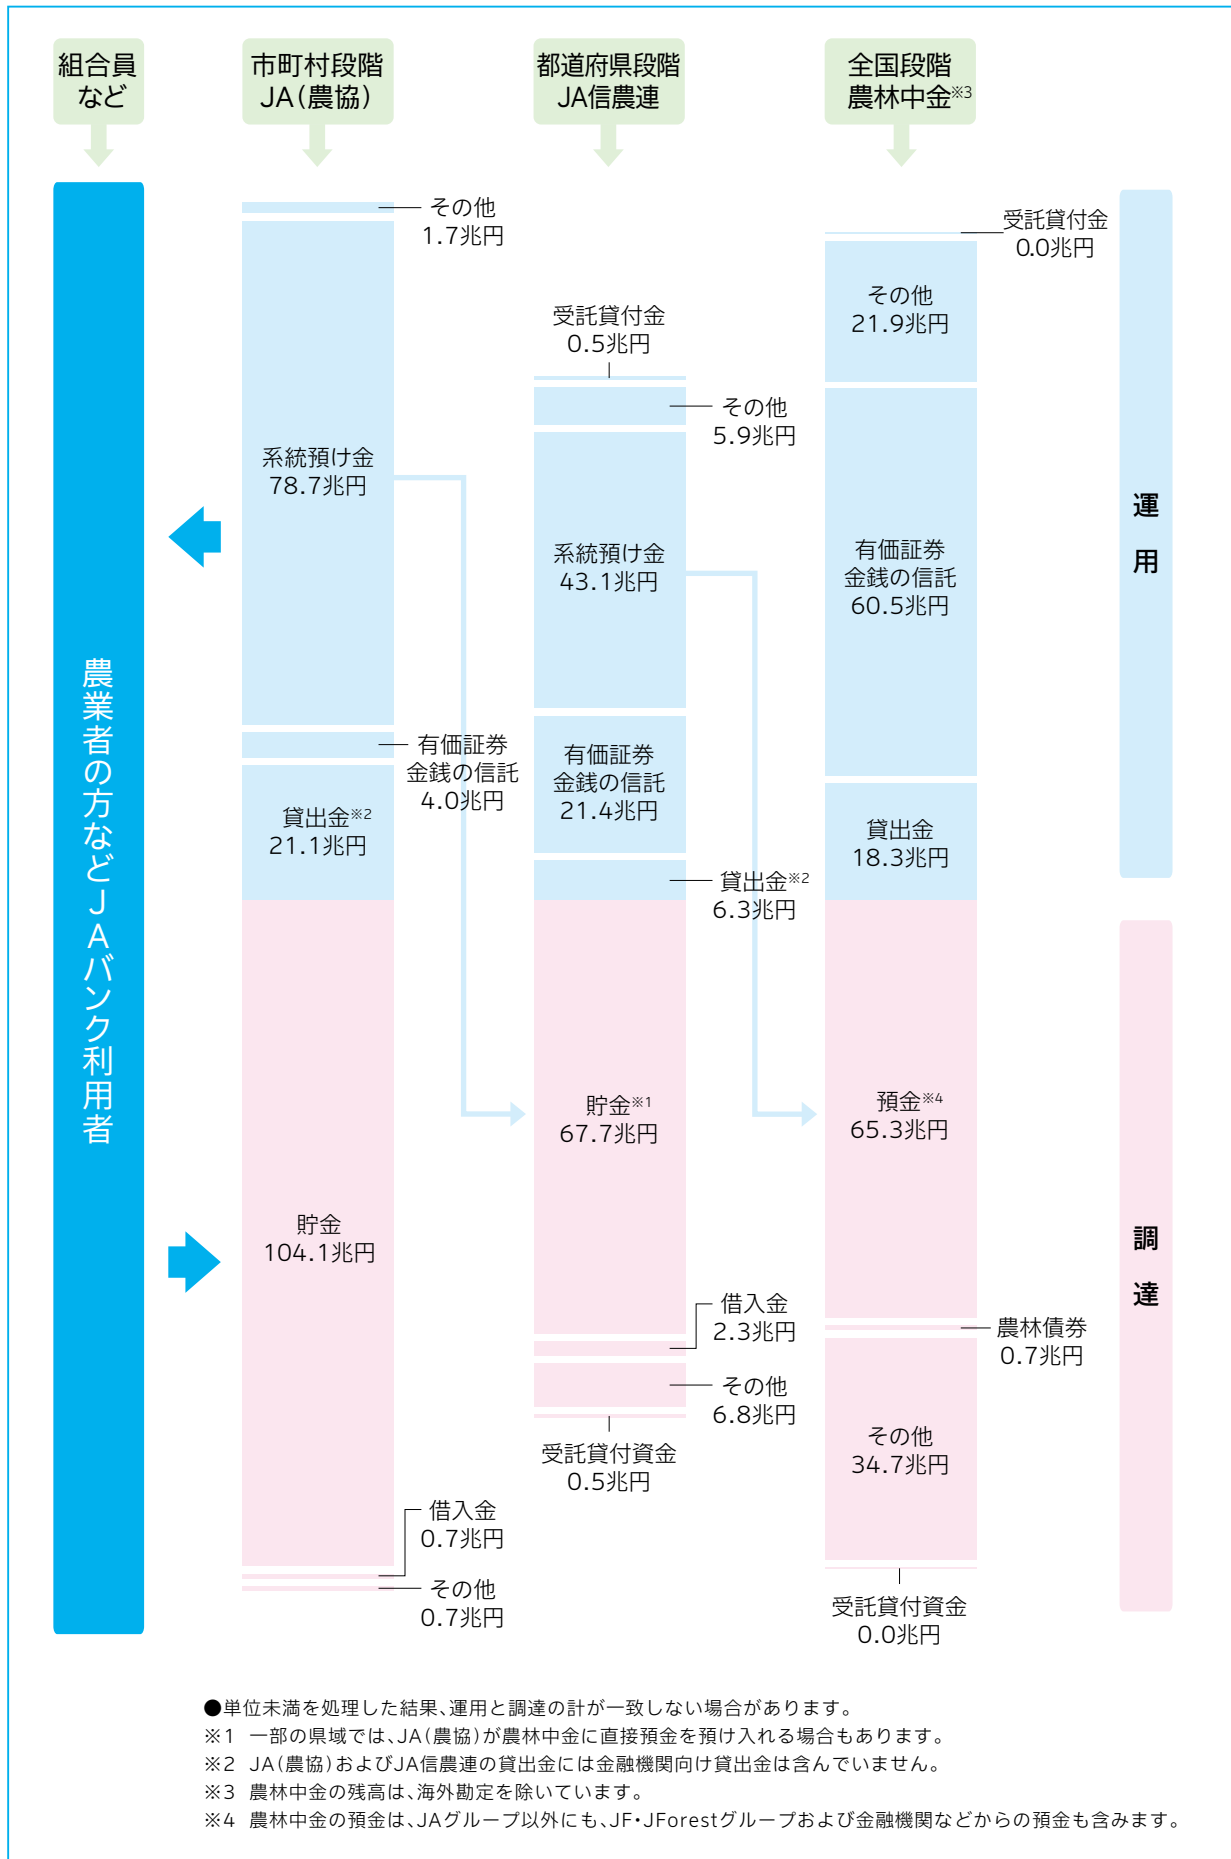 組合員
など
市町村段階
JA(農協)
都道府県段階
JA信農連
全国段階
農林中金※3
農業者の方などJAバンク利用者
その他
1.7兆円
系統預け金
78.7兆円
有価証券
金銭の信託
4.0兆円
貸出金※2
21.1兆円
貯金
104.1兆円
借入金
0.7兆円
その他
0.7兆円
受託貸付金
0.5兆円
その他
5.9兆円
系統預け金
43.1兆円
有価証券
金銭の信託
21.4兆円
貸出金※2
6.3兆円
貯金※1
67.7兆円
借入金
2.3兆円
その他
6.8兆円
受託貸付資金
0.5兆円
受託貸付金
0.0兆円
その他
21.9兆円
有価証券
金銭の信託
60.5兆円
貸出金
18.3兆円
預金※4
65.3兆円
農林債券
0.7兆円
その他
34.7兆円
受託貸付資金
0.0兆円
運用
調達
●単位未満を処理した結果、運用と調達の計が一致しない場合があります。
※1 一部の県域では、JA(農協)が農林中金に直接預金を預け入れる場合もあります。
※2 JA(農協)およびJA信農連の貸出金には金融機関向け貸出金は含んでいません。
※3 農林中金の残高は、海外勘定を除いています。
※4 農林中金の預金は、JAグループ以外にも、JF・JForestグループおよび金融機関などからの預金も含みます。